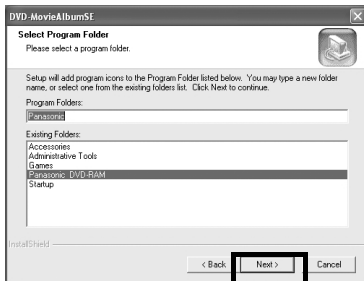 DVD-MovieAlbumSE
Select Program Folder
Please select a program folder.
Setup will add program icons to the Program Folder listed below. You may type a new folder
name, or select one from the existing folders list. Click Next to continue.
Program Folders:
Panasonic
Existing Folders:
Accessories
Administrative Tools
Games
Panasonic DVD-RAM
Startup
InstallShield
< Back Next > Cancel